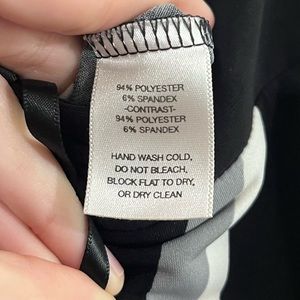 94% POLYESTER
6% SPANDEX
-CONTRAST-
94% POLYESTER
6% SPANDEX
HAND WASH COLD,
DO NOT BLEACH,
BLOCK FLAT TO DRY,
OR DRY CLEAN